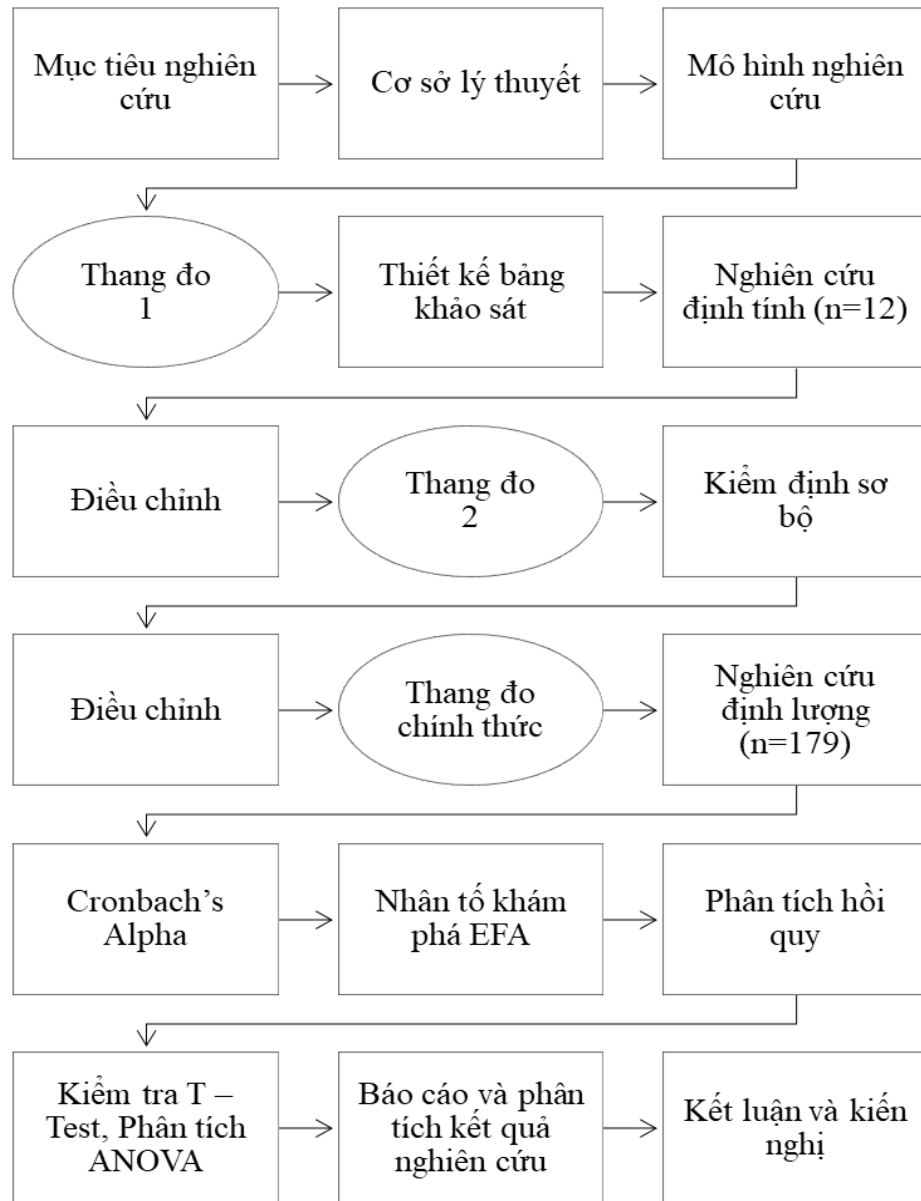 Mục tiêu nghiên
cứu
Cơ sở lý thuyết
Mô hình nghiên
cứu
Thang đo
1
Thiết kế bảng
khảo sát
Nghiên cứu
định tính (n=12)
Điều chỉnh
Thang đo
2
Kiểm định sơ
bộ
Điều chỉnh
Thang đo
chính thức
Nghiên cứu
định lượng
(n=179)
Cronbach’s
Alpha
Nhân tố khám
phá EFA
Phân tích hồi
quy
Kiểm tra T –
Test, Phân tích
ANOVA
Báo cáo và phân
tích kết quả
nghiên cứu
Kết luận và kiến
nghị